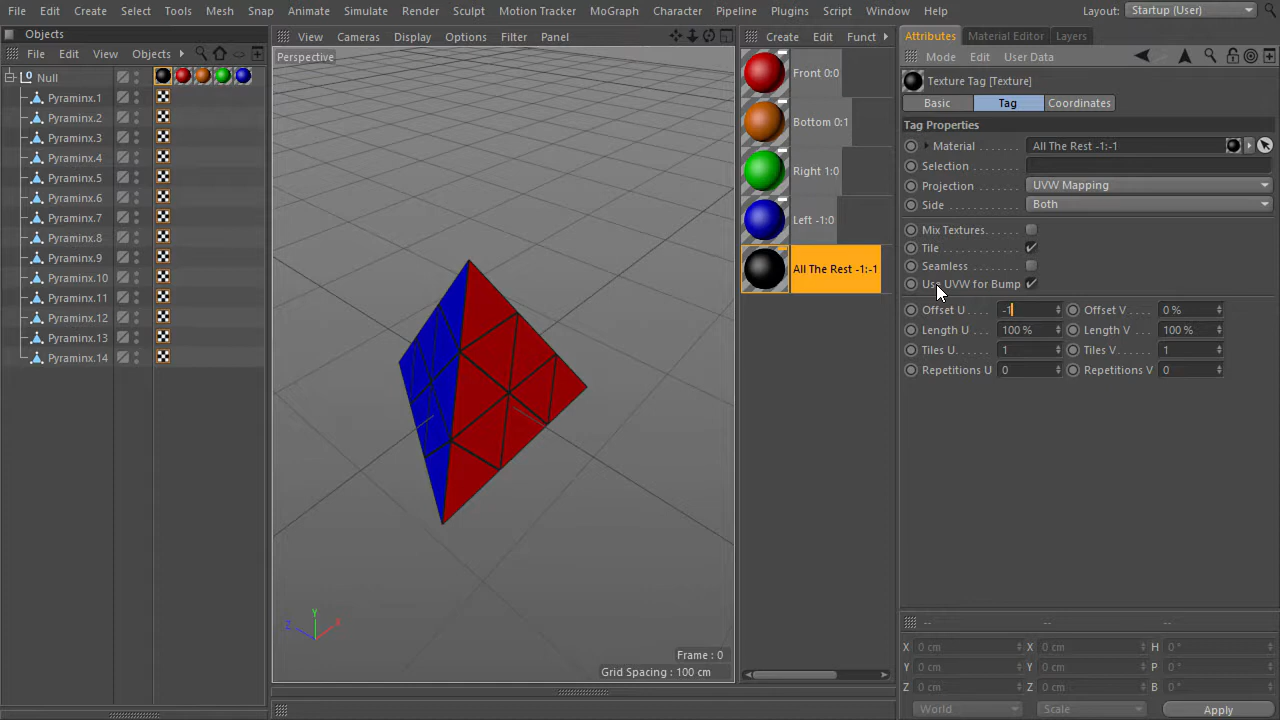 File Edit Create Select Tools Mesh Snap Animate Simulate Render Sculpt Motion Tracker MoGraph Character Pipeline Plugins Script Window Help Layout: Startup (User)
Objects
File Edit View Objects
Null
Pyraminx.1
Pyraminx.2
Pyraminx.3
Pyraminx.4
Pyraminx.5
Pyraminx.6
Pyraminx.7
Pyraminx.8
Pyraminx.9
Pyraminx.10
Pyraminx.11
Pyraminx.12
Pyraminx.13
Pyraminx.14
View Cameras Display Options Filter Panel
Perspective
Y
Z X
Frame : 0
Grid Spacing : 100 cm
Create Edit Funct
Front 0:0
Bottom 0:1
Right 1:0
Left -1:0
All The Rest -1:-1
Attributes Material Editor Layers
Mode Edit User Data
Texture Tag [Texture]
Basic Tag Coordinates
Tag Properties
Material . . . . . . . All The Rest -1:-1
Selection . . . . . .
Projection . . . . . . UVW Mapping
Side . . . . . . . . . . Both
Mix Textures. . . . .
Tile . . . . . . . . . . .
Seamless . . . . . .
Use UVW for Bump
Offset U . . . . -1 Offset V . . . . 0 %
Length U . . . 100 % Length V . . . 100 %
Tiles U. . . . . 1 Tiles V. . . . . 1
Repetitions U 0 Repetitions V 0
-- -- --
X 0 cm X 0 cm H 0 °
Y 0 cm Y 0 cm P 0 °
Z 0 cm Z 0 cm B 0 °
World Scale Apply